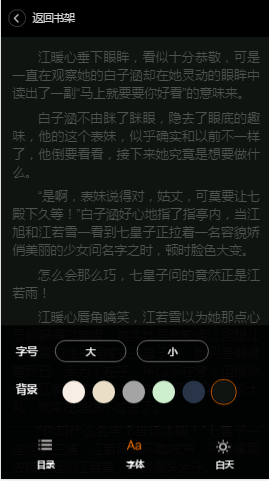 返回书架
江暖心垂下眼眸，看似十分恭敬，可是
一直在观察她的白子涵却在她灵动的眼眸中
读出了一副“马上就要要你好看”的意味来。
白子涵不由眯了眯眼，隐去了眼底的趣
味，他的这个表妹，似乎确实和以前不一样
了，他倒要看看，接下来她究竟是想要做什
么。
“是啊，表妹说得对，姑丈，可莫要让七
殿下久等！”白子涵好心地指了指亭内，当江
旭和江若雪一看到七皇子正拉着一名容貌娇
俏美丽的少女问名字之时，顿时脸色大变。
怎么会那么巧，七皇子问的竟然正是江
若雨！
江暖心唇角噙笑，江若雪以为她那点心
字号
大
小
背景
目录
Aa
字体
白天